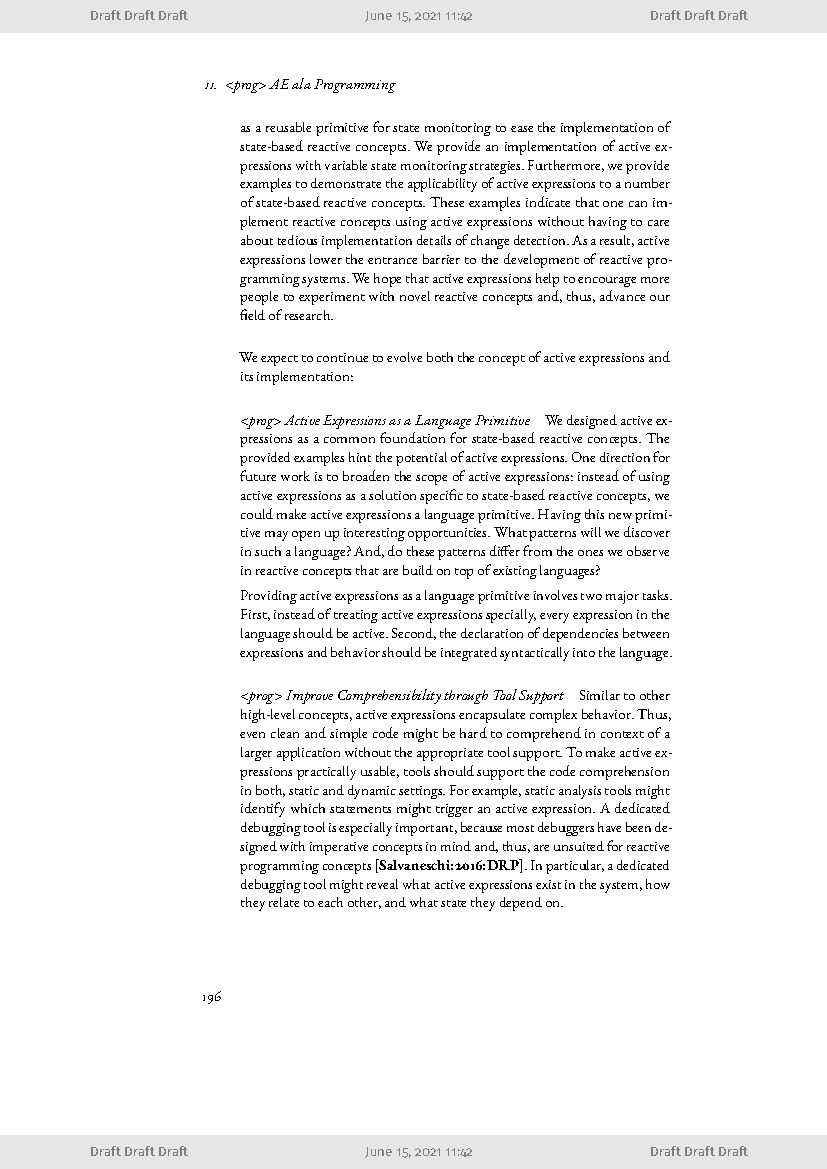 Draft Draft Draft June 15, 2021 11:42 Draft Draft Draft
11. <prog> AE ala Programming
as a reusable primitive for state monitoring to ease the implementation of
state-based reactive concepts. We provide an implementation of active ex-
pressions with variable state monitoring strategies. Furthermore, we provide
examples to demonstrate the applicability of active expressions to a number
of state-based reactive concepts. These examples indicate that one can im-
plement reactive concepts using active expressions without having to care
about tedious implementation details of change detection. As a result, active
expressions lower the entrance barrier to the development of reactive pro-
gramming systems. We hope that active expressions help to encourage more
people to experiment with novel reactive concepts and, thus, advance our
field of research.
We expect to continue to evolve both the concept of active expressions and
its implementation:
<prog> Active Expressions as a Language Primitive We designed active ex-
pressions as a common foundation for state-based reactive concepts. The
provided examples hint the potential of active expressions. One direction for
future work is to broaden the scope of active expressions: instead of using
active expressions as a solution specific to state-based reactive concepts, we
could make active expressions a language primitive. Having this new primi-
tive may open up interesting opportunities. What patterns will we discover
in such a language? And, do these patterns differ from the ones we observe
in reactive concepts that are build on top of existing languages?
Providing active expressions as a language primitive involves two major tasks.
First, instead of treating active expressions specially, every expression in the
language should be active. Second, the declaration of dependencies between
expressions and behavior should be integrated syntactically into the language.
<prog> Improve Comprehensibility through Tool Support Similar to other
high-level concepts, active expressions encapsulate complex behavior. Thus,
even clean and simple code might be hard to comprehend in context of a
larger application without the appropriate tool support. To make active ex-
pressions practically usable, tools should support the code comprehension
in both, static and dynamic settings. For example, static analysis tools might
identify which statements might trigger an active expression. A dedicated
debugging tool is especially important, because most debuggers have been de-
signed with imperative concepts in mind and, thus, are unsuited for reactive
programming concepts [Salvaneschi:2016:DRP]. In particular, a dedicated
debugging tool might reveal what active expressions exist in the system, how
they relate to each other, and what state they depend on.
196
Draft Draft Draft June 15, 2021 11:42 Draft Draft Draft